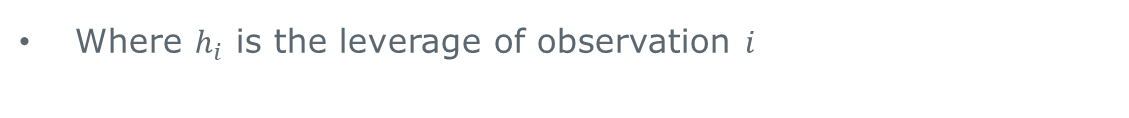 • Where hᵢ is the leverage of observation i